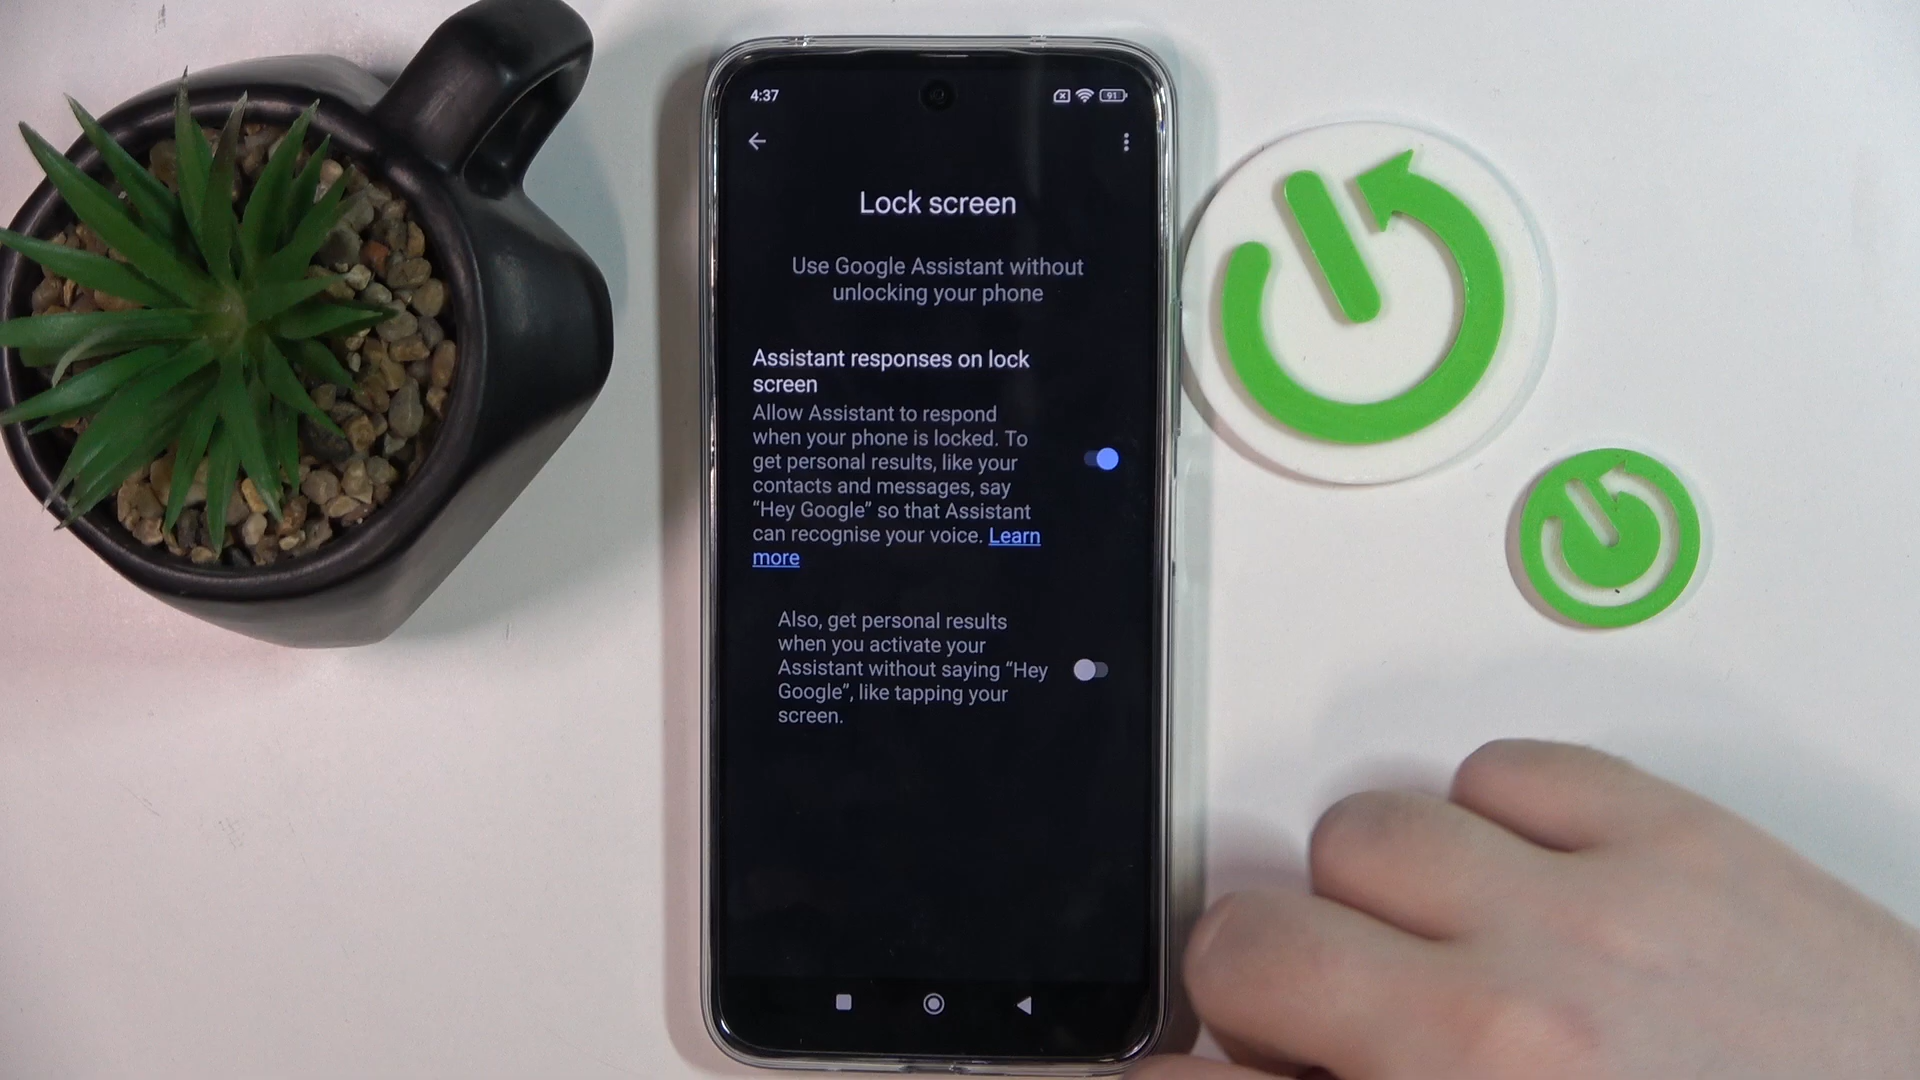 4:37
91
Lock screen
Use Google Assistant without
unlocking your phone
Assistant responses on lock
screen
Allow Assistant to respond
when your phone is locked. To
get personal results, like your
contacts and messages, say
“Hey Google” so that Assistant
can recognise your voice. Learn
more
Also, get personal results
when you activate your
Assistant without saying “Hey
Google”, like tapping your
screen.